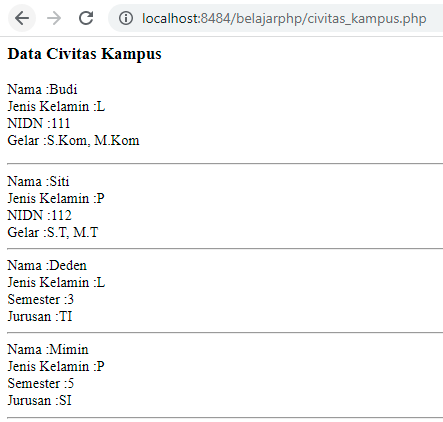 localhost:8484/belajarphp/civitas_kampus.php
Data Civitas Kampus
Nama :Budi
Jenis Kelamin :L
NIDN :111
Gelar :S.Kom, M.Kom
Nama :Siti
Jenis Kelamin :P
NIDN :112
Gelar :S.T, M.T
Nama :Deden
Jenis Kelamin :L
Semester :3
Jurusan :TI
Nama :Mimin
Jenis Kelamin :P
Semester :5
Jurusan :SI